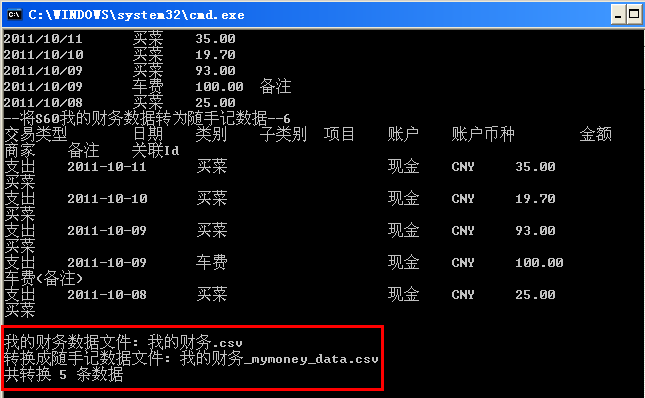 C:\WINDOWS\system32\cmd.exe
2011/10/11 买菜 35.00
2011/10/10 买菜 19.70
2011/10/09 买菜 93.00
2011/10/09 车费 100.00 备注
2011/10/08 买菜 25.00
--将S60我的财务数据转为随手记数据--6
交易类型 日期 类别 子类别 项目 账户 账户币种 金额
商家 备注 关联Id
支出 2011-10-11 买菜 现金 CNY 35.00
买菜
支出 2011-10-10 买菜 现金 CNY 19.70
买菜
支出 2011-10-09 买菜 现金 CNY 93.00
买菜
支出 2011-10-09 车费 现金 CNY 100.00
车费(备注)
支出 2011-10-08 买菜 现金 CNY 25.00
买菜
我的财务数据文件: 我的财务.csv
转换成随手记数据文件: 我的财务_mymoney_data.csv
共转换 5 条数据